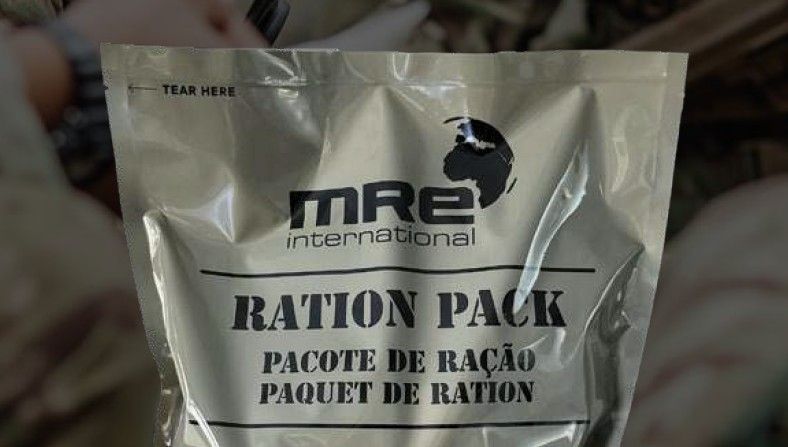 TEAR HERE
mRe
international
RATION PACK
PACOTE DE RAÇÃO
PAQUET DE RATION